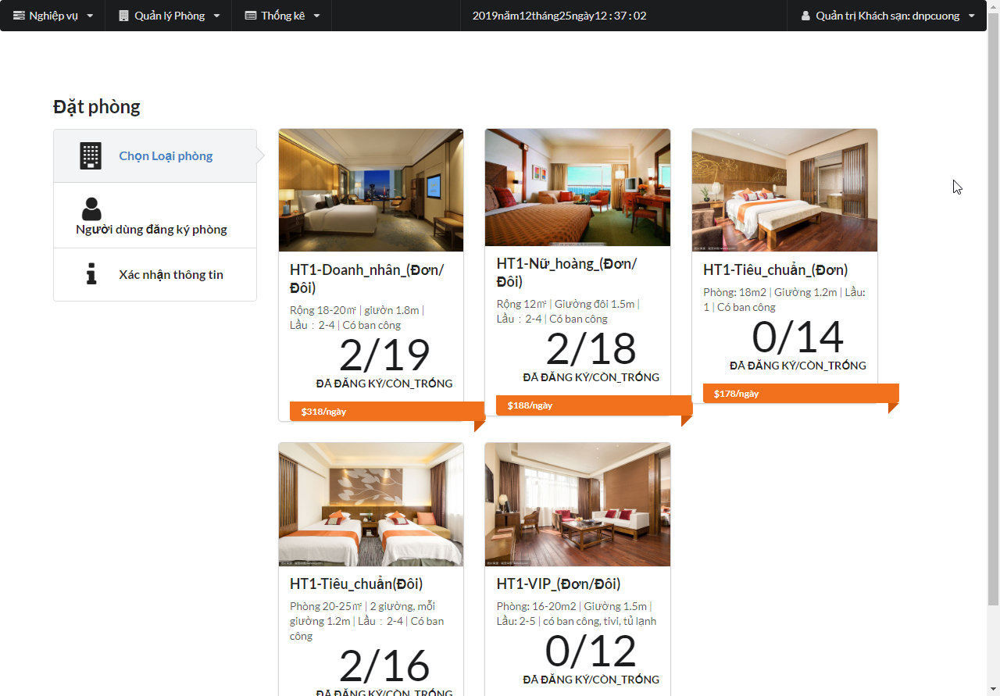 Nghiệp vụ
Quản lý Phòng
Thống kê
2019năm12tháng25ngày12 : 37 : 02
Quản trị Khách sạn: dnpcuong
Đặt phòng
Chọn Loại phòng
Người dùng đăng ký phòng
Xác nhận thông tin
HT1-Doanh_nhân_(Đơn/
Đôi)
Rộng 18-20㎡ | giườn 1.8m |
Lầu：2-4 | Có ban công
2/19
ĐÃ ĐĂNG KÝ/CÒN_TRỐNG
$318/ngày
HT1-Nữ_hoàng_(Đơn/
Đôi)
Rộng 12㎡ | Giường đôi 1.5m |
Lầu：2-4 | Có ban công
2/18
ĐÃ ĐĂNG KÝ/CÒN_TRỐNG
$188/ngày
HT1-Tiêu_chuẩn_(Đơn)
Phòng: 18m2 | Giường 1.2m | Lầu:
1 | Có ban công
0/14
ĐÃ ĐĂNG KÝ/CÒN_TRỐNG
$178/ngày
HT1-Tiêu_chuẩn(Đôi)
Phòng 20-25㎡ | 2 giường, mỗi
giường 1.2m | Lầu：2-4 | Có ban
công
2/16
ĐÃ ĐĂNG KÝ/CÒN_TRỐNG
HT1-VIP_(Đơn/Đôi)
Phòng: 16-20m2 | Giường 1.5m |
Lầu: 2-5 | có ban công, tivi, tủ lạnh
0/12
ĐÃ ĐĂNG KÝ/CÒN_TRỐNG